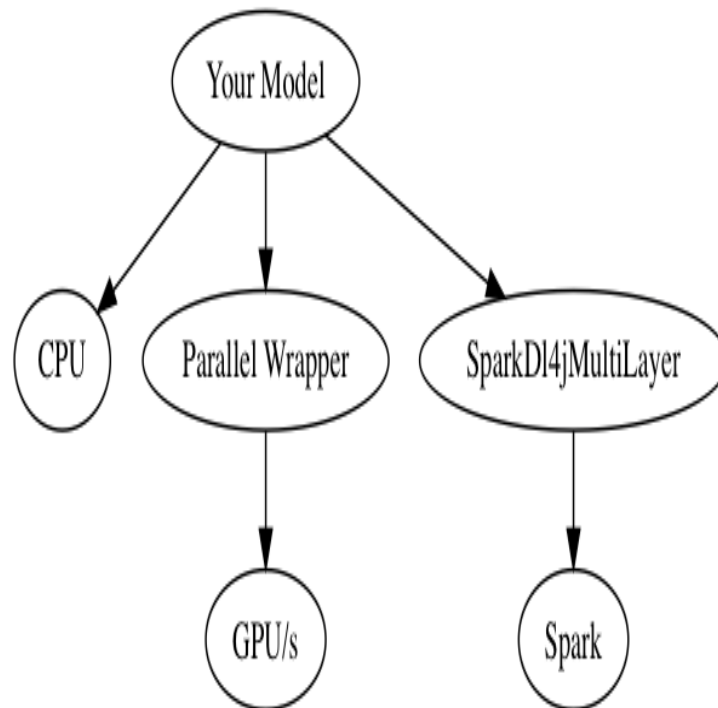 Your Model
CPU
Parallel Wrapper
SparkDl4jMultiLayer
GPU/s
Spark